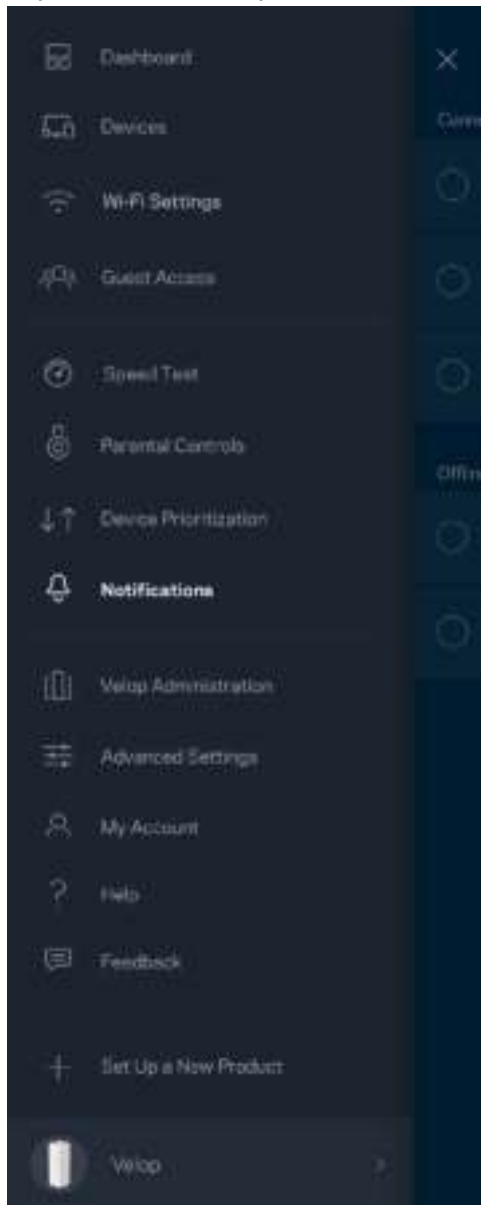 Dashboard
Devices
Wi-Fi Settings
Guest Access
Speed Test
Parental Controls
Device Prioritization
Notifications
Velop Administration
Advanced Settings
My Account
Help
Feedback
Set Up a New Product
Velop